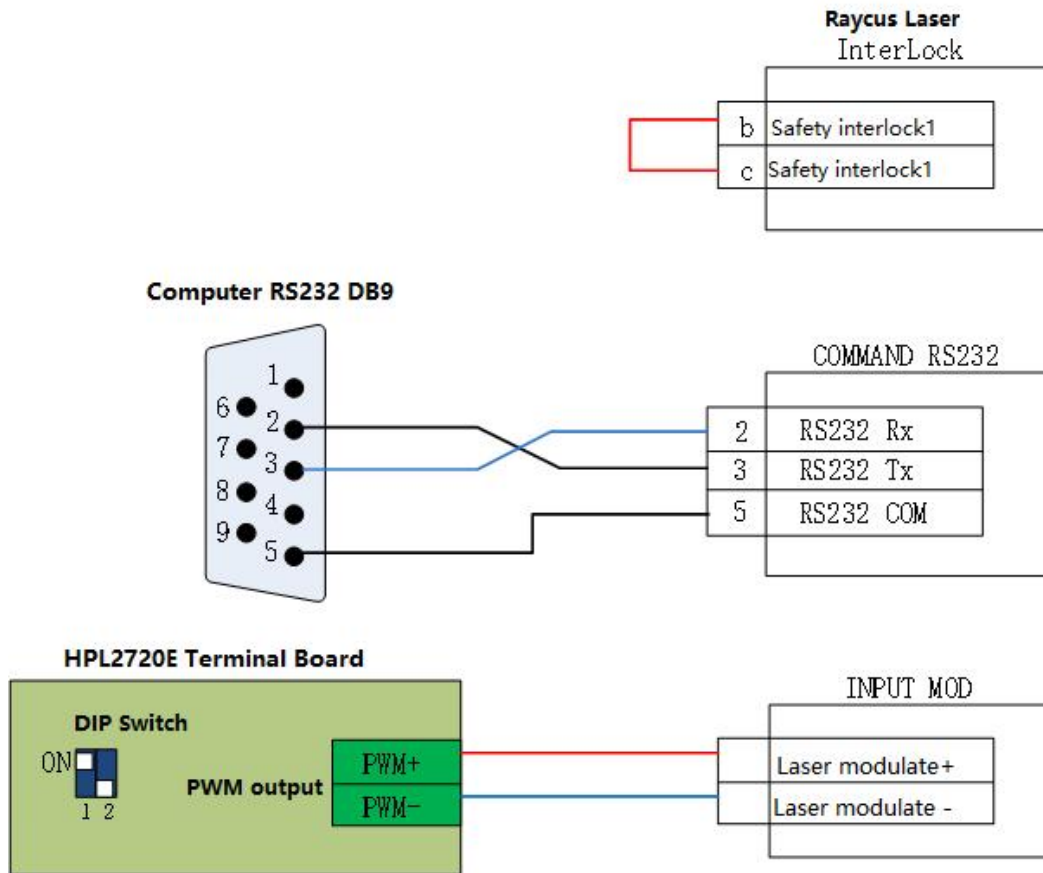 Raycus Laser
InterLock
b Safety interlock1
c Safety interlock1
Computer RS232 DB9
1
6
2
7
3
8
4
9
5
COMMAND RS232
2 RS232 Rx
3 RS232 Tx
5 RS232 COM
HPL2720E Terminal Board
DIP Switch
ON
1 2
PWM output
PWM+
PWM-
INPUT MOD
Laser modulate+
Laser modulate -